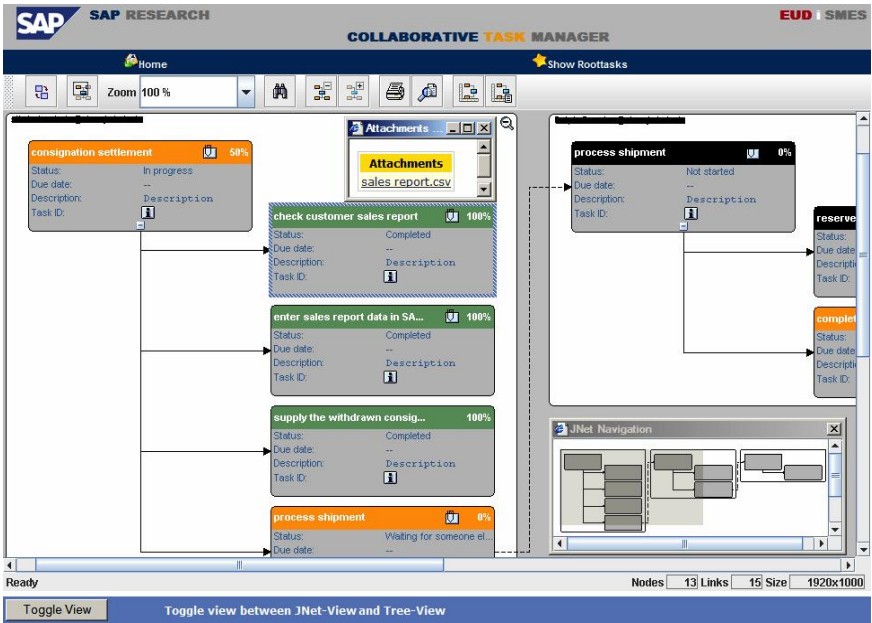 SAP
SAP RESEARCH
EUD i SMES
COLLABORATIVE TASK MANAGER
Home
Show Roottasks
Zoom 100 %
Attachments ...
Attachments
sales report.csv
consignation settlement 50%
Status: In progress
Due date: --
Description: Description
Task ID:
check customer sales report 100%
Status: Completed
Due date: --
Description: Description
Task ID:
enter sales report data in SA... 100%
Status: Completed
Due date: --
Description: Description
Task ID:
supply the withdrawn consig... 100%
Status: Completed
Due date: --
Description: Description
Task ID:
process shipment 0%
Status: Waiting for someone el...
Due date: --
process shipment 0%
Status: Not started
Due date: --
Description: Description
Task ID:
reserve
Status:
Due date
Descripti
Task ID:
complet
Status:
Due date
Descripti
Task ID:
JNet Navigation
Ready
Nodes 13 Links 15 Size 1920x1000
Toggle View
Toggle view between JNet-View and Tree-View